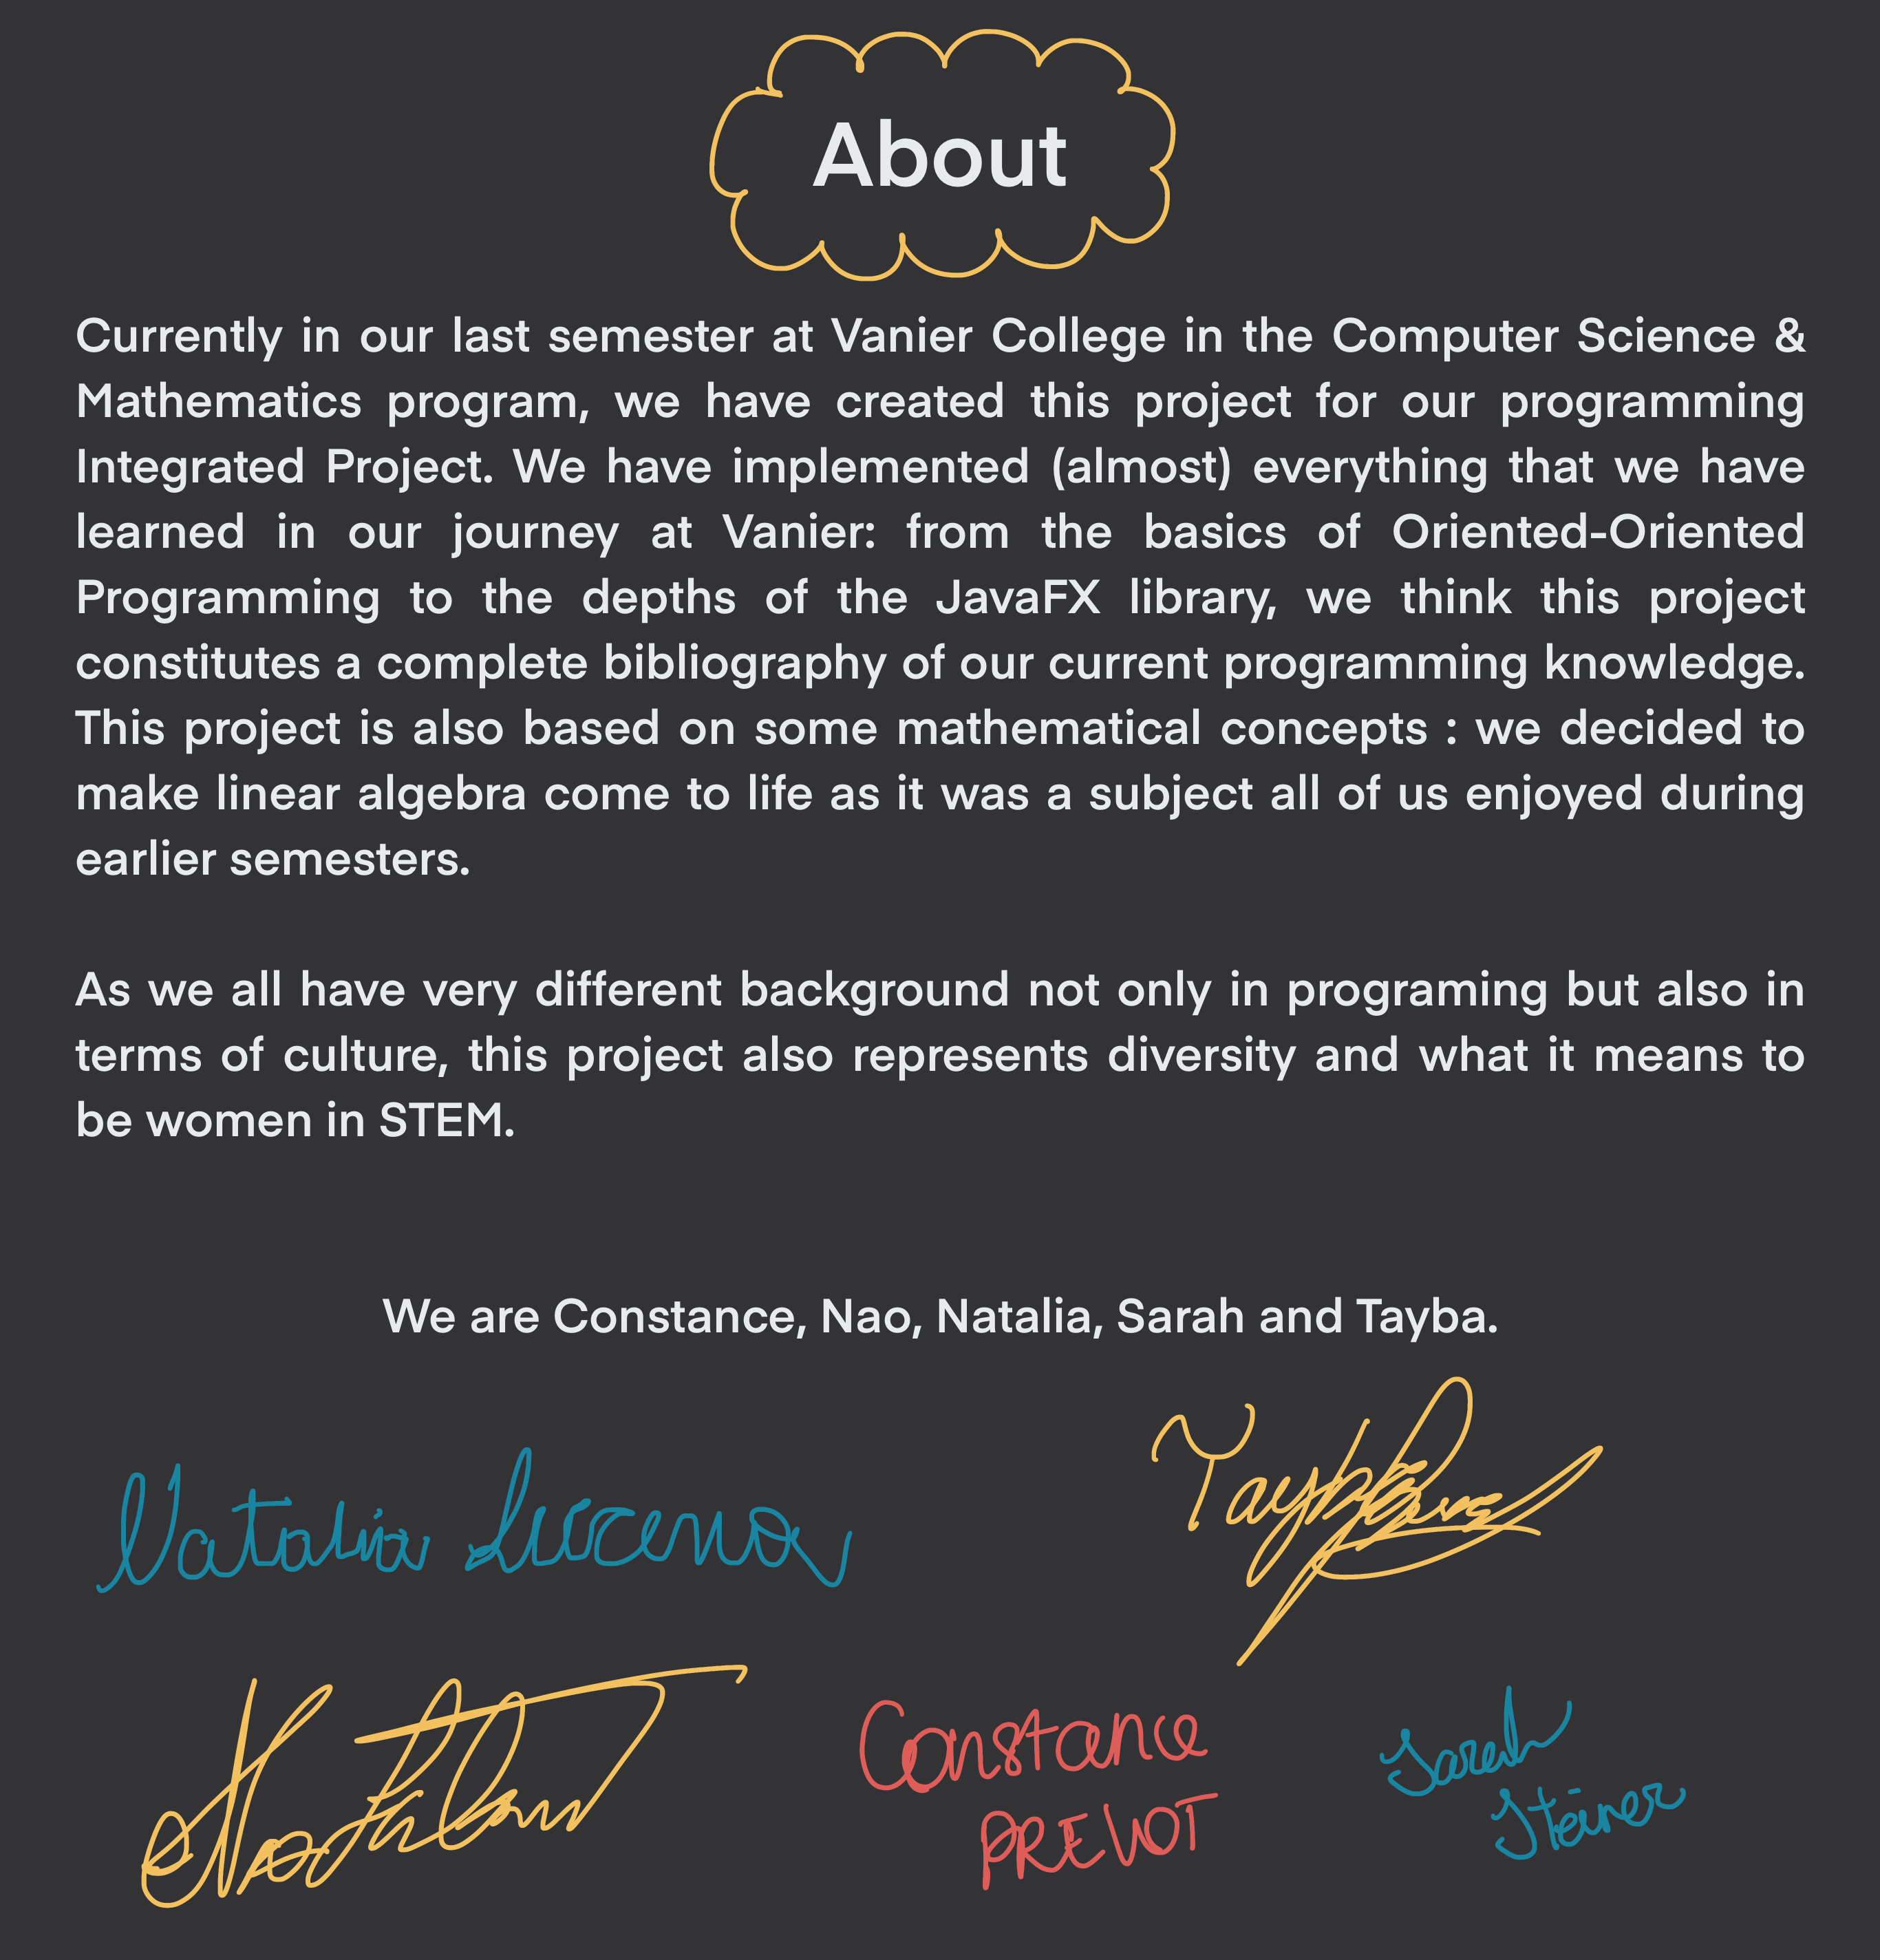 About
Currently in our last semester at Vanier College in the Computer Science &
Mathematics program, we have created this project for our programming
Integrated Project. We have implemented (almost) everything that we have
learned in our journey at Vanier: from the basics of Oriented-Oriented
Programming to the depths of the JavaFX library, we think this project
constitutes a complete bibliography of our current programming knowledge.
This project is also based on some mathematical concepts : we decided to
make linear algebra come to life as it was a subject all of us enjoyed during
earlier semesters.
As we all have very different background not only in programing but also in
terms of culture, this project also represents diversity and what it means to
be women in STEM.
We are Constance, Nao, Natalia, Sarah and Tayba.
Natalia
Constance
PREVOT
Sarah